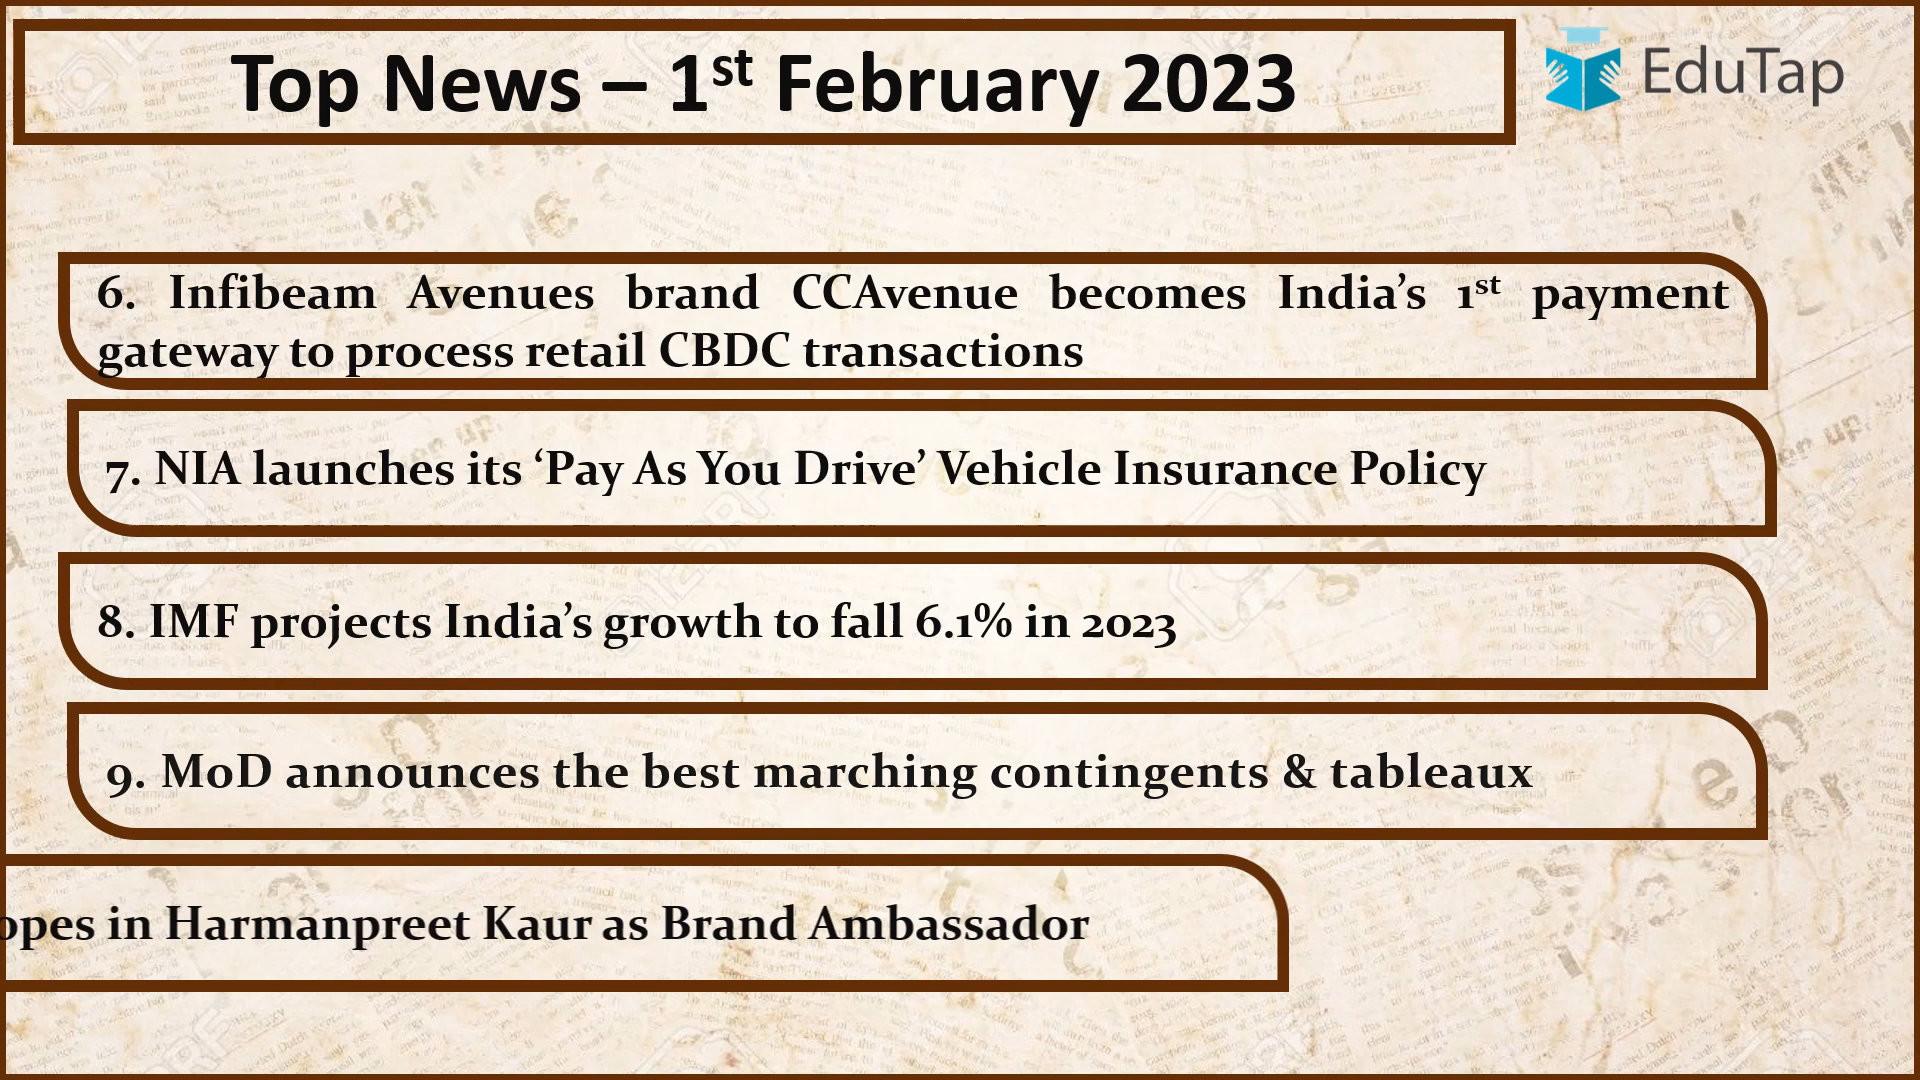 Top News – 1st February 2023
EduTap
6. Infibeam Avenues brand CCAvenue becomes India’s 1st payment
gateway to process retail CBDC transactions
7. NIA launches its ‘Pay As You Drive’ Vehicle Insurance Policy
8. IMF projects India’s growth to fall 6.1% in 2023
9. MoD announces the best marching contingents & tableaux
in Harmanpreet Kaur as Brand Ambassador